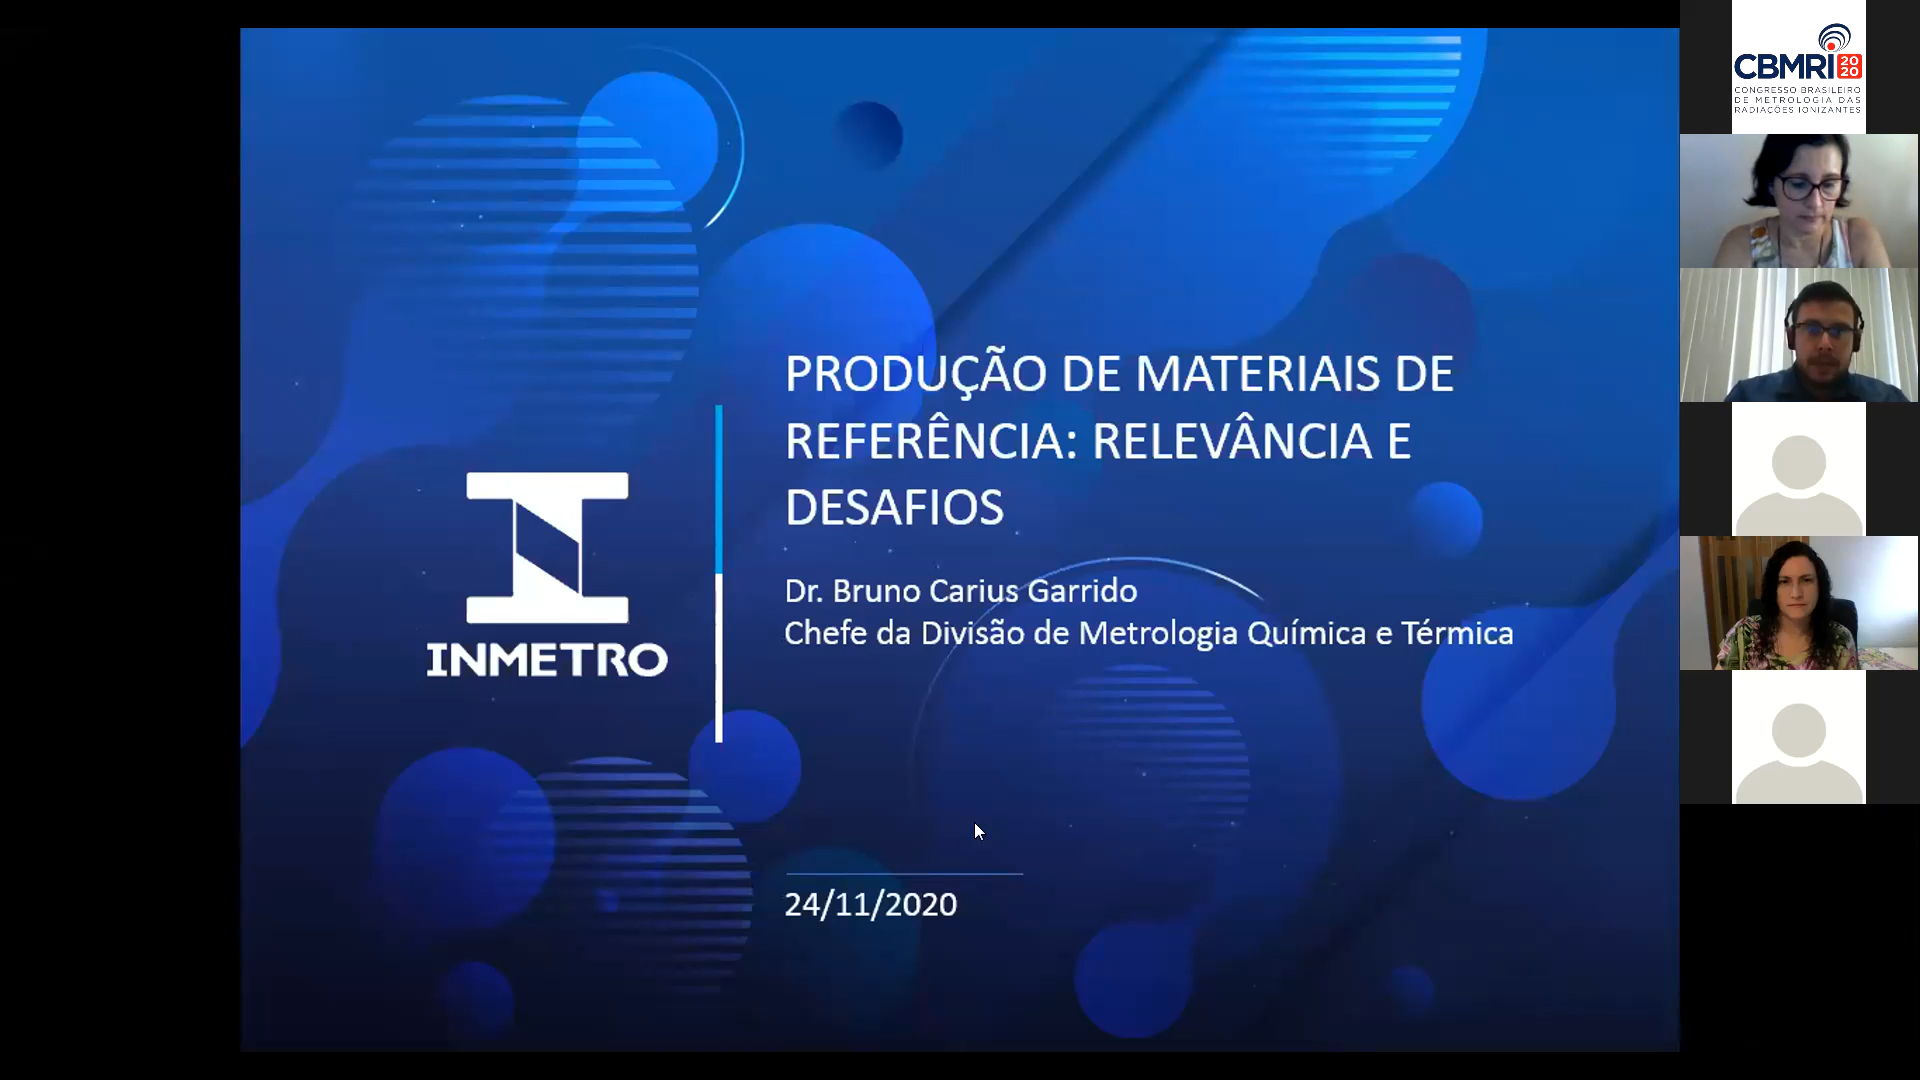 PRODUÇÃO DE MATERIAIS DE
REFERÊNCIA: RELEVÂNCIA E
DESAFIOS
Dr. Bruno Carius Garrido
Chefe da Divisão de Metrologia Química e Térmica
INMETRO
24/11/2020
CBMRI 2020
CONGRESSO BRASILEIRO
DE METROLOGIA DAS
RADIAÇÕES IONIZANTES